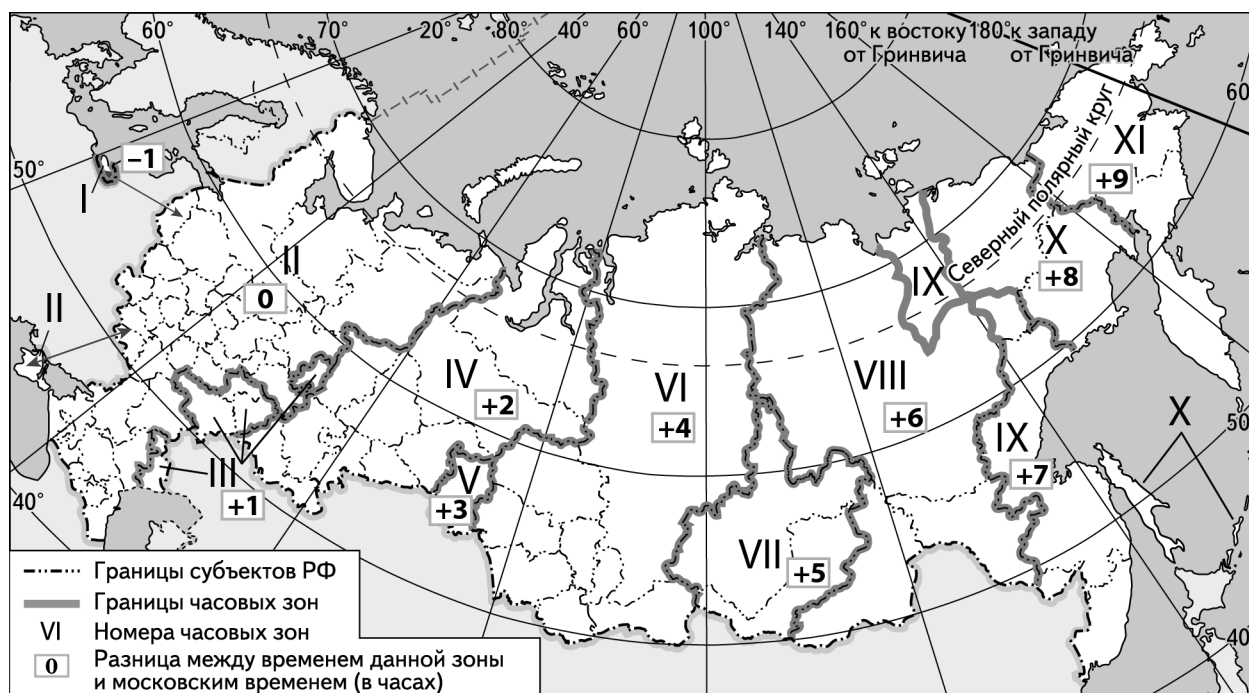 60°
70°
20°
40°
60°
80°
100°
120°
140°
160° к востоку
от Гринвича
180° к западу
от Гринвича
60°
50°
–1
I
II
0
II
Северный полярный круг
XI
+9
X
+8
IX
IV
+2
VI
+4
VIII
+6
IX
+7
X
50°
V
+3
III
+1
40°
VII
+5
40°
Границы субъектов РФ
Границы часовых зон
VI Номера часовых зон
0 Разница между временем данной зоны
и московским временем (в часах)